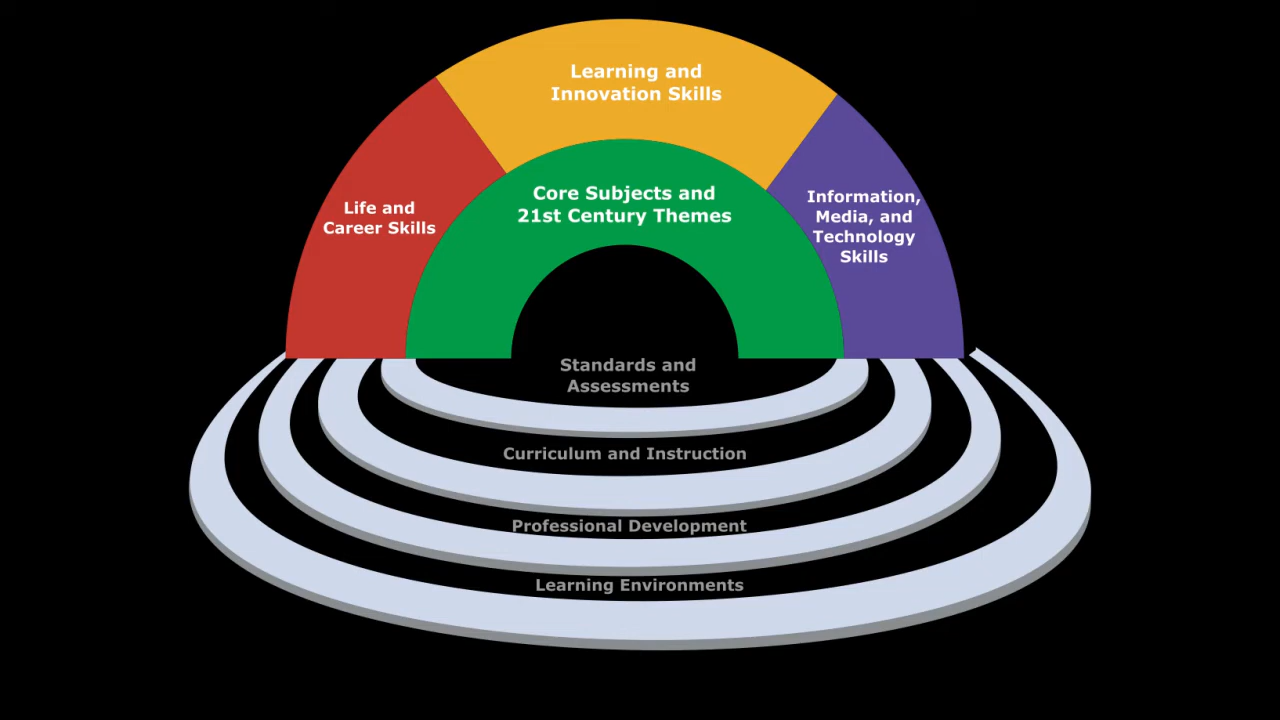 Learning and
Innovation Skills
Core Subjects and
21st Century Themes
Life and
Career Skills
Information,
Media, and
Technology
Skills
Standards and
Assessments
Curriculum and Instruction
Professional Development
Learning Environments